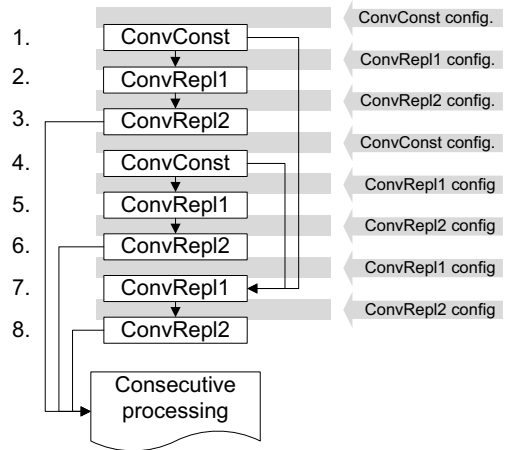 ConvConst config.
1. ConvConst
ConvRepl1 config.
2. ConvRepl1
ConvRepl2 config.
3. ConvRepl2
ConvConst config.
4. ConvConst
ConvRepl1 config
5. ConvRepl1
ConvRepl2 config
6. ConvRepl2
ConvRepl1 config
7. ConvRepl1
ConvRepl2 config
8. ConvRepl2
Consecutive
processing